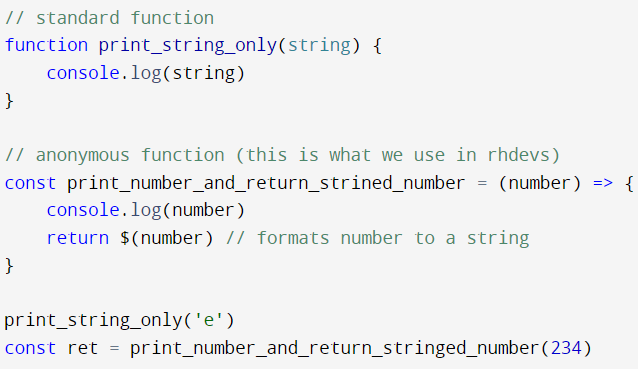 // standard function
function print_string_only(string) {
    console.log(string)
}

// anonymous function (this is what we use in rhdevs)
const print_number_and_return_strined_number = (number) => {
    console.log(number)
    return $(number) // formats number to a string
}

print_string_only('e')
const ret = print_number_and_return_stringed_number(234)